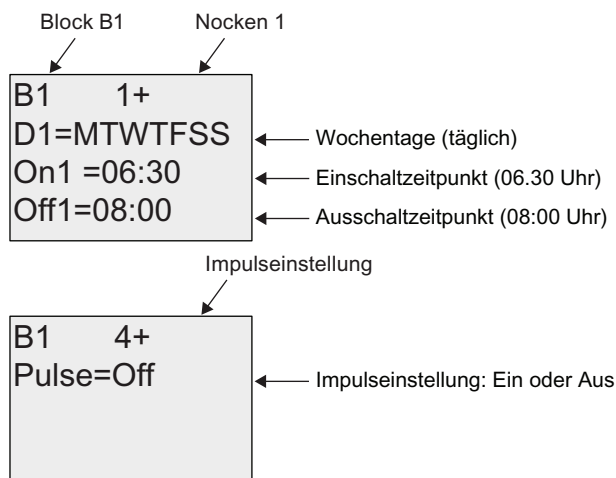 Block B1
Nocken 1
B1 1+
D1=MTWTFSS
Wochentage (täglich)
On1 =06:30
Einschaltzeitpunkt (06.30 Uhr)
Off1=08:00
Ausschaltzeitpunkt (08:00 Uhr)
Impulseinstellung
B1 4+
Pulse=Off
Impulseinstellung: Ein oder Aus